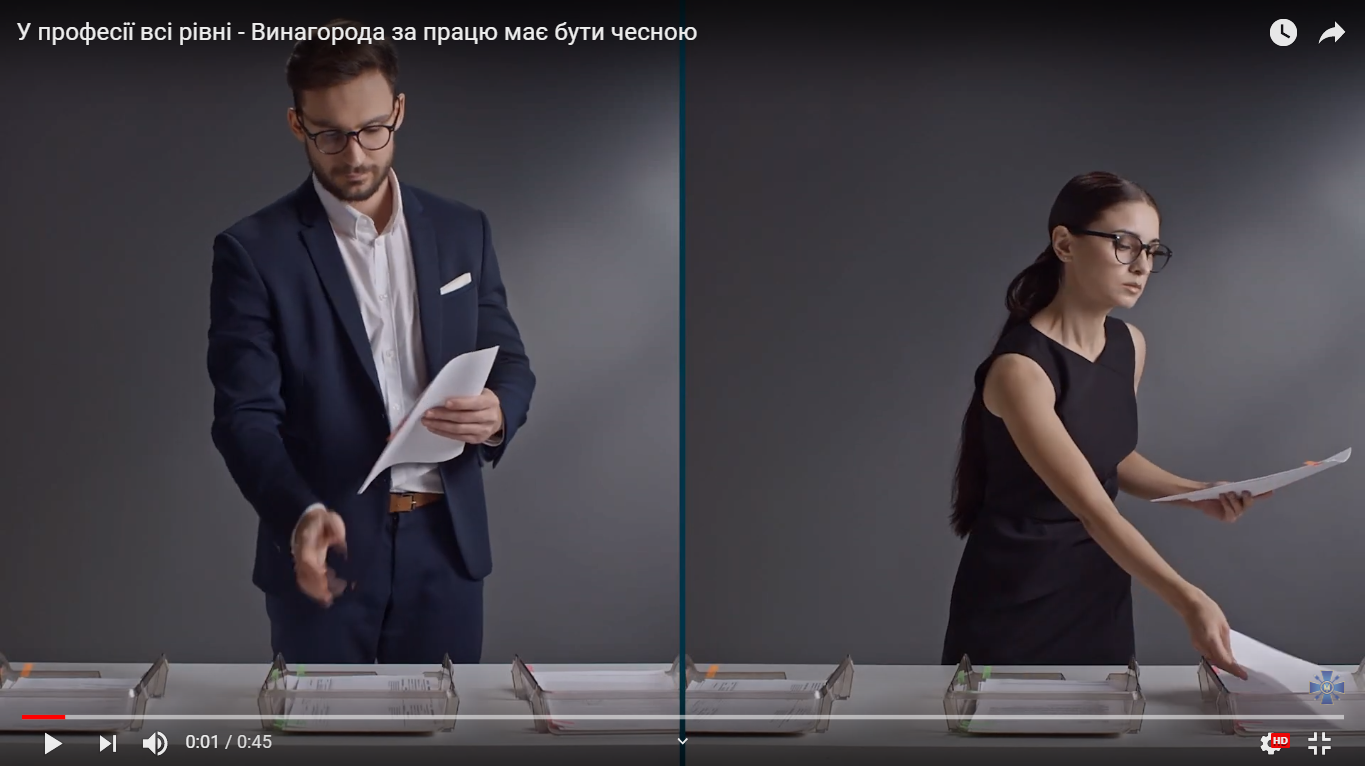 У професії всі рівні - Винагорода за працю має бути чесною
0:01 / 0:45
HD